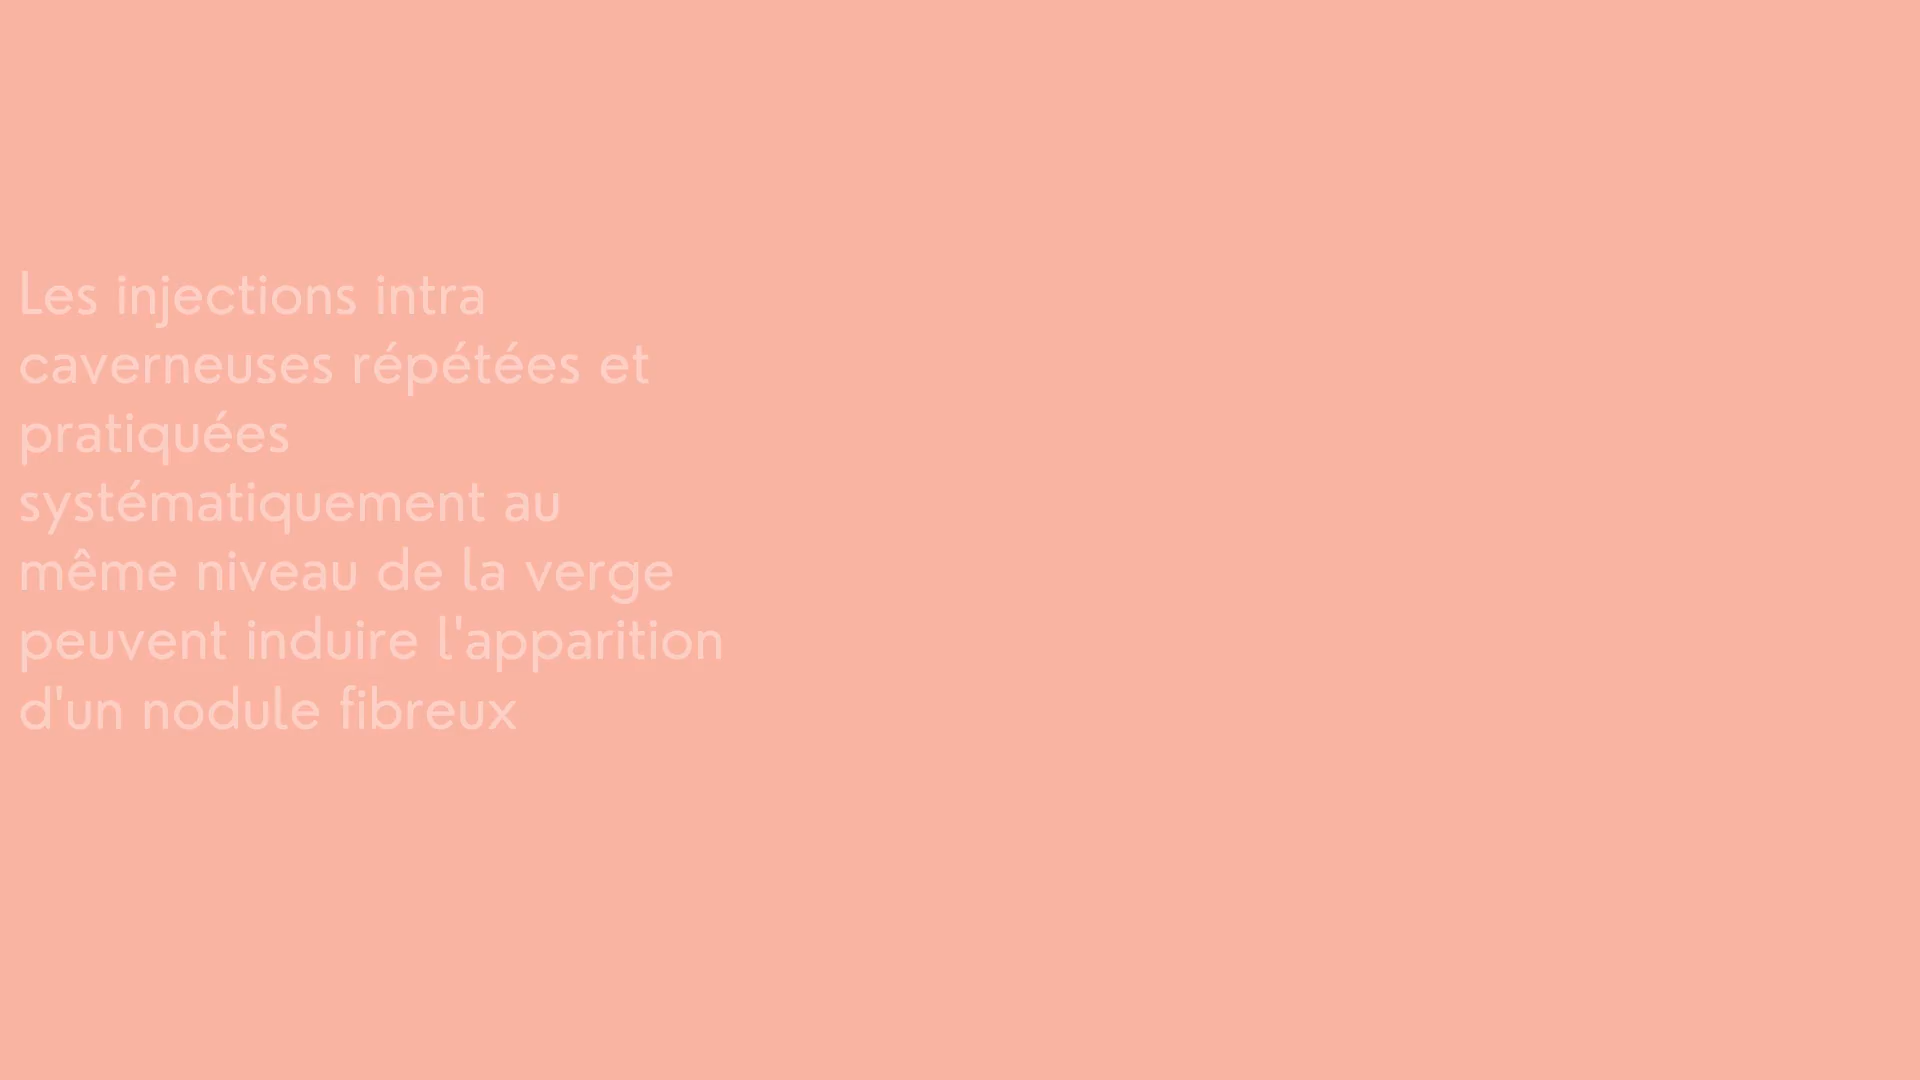 Les injections intra
caverneuses répétées et
pratiquées
systématiquement au
même niveau de la verge
peuvent induire l'apparition
d'un nodule fibreux